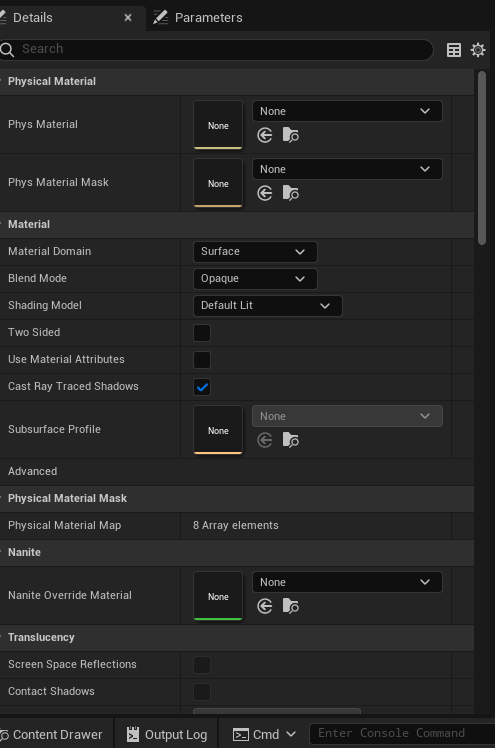 Details
Parameters
Search
Physical Material
Phys Material
None
None
Phys Material Mask
None
None
Material
Material Domain
Surface
Blend Mode
Opaque
Shading Model
Default Lit
Two Sided
Use Material Attributes
Cast Ray Traced Shadows
Subsurface Profile
None
None
Advanced
Physical Material Mask
Physical Material Map
8 Array elements
Nanite
Nanite Override Material
None
None
Translucency
Screen Space Reflections
Contact Shadows
Content Drawer
Output Log
Cmd
Enter Console Command